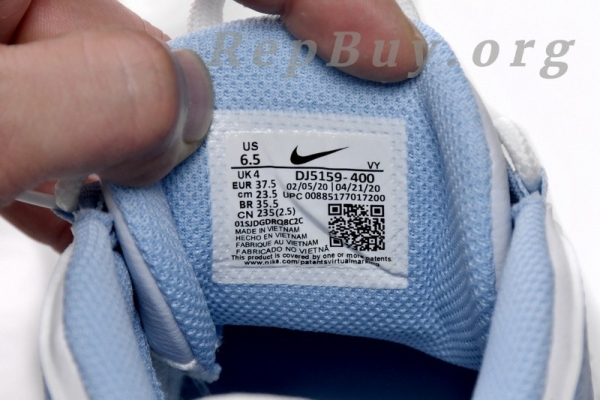 RepBuy.org
US
6.5
VY
UK 4
DJ5159-400
EUR 37.5
02/05/20 | 04/21/20
cm 23.5
UPC 00885177017200
BR 35.5
CN 235(2.5)
01SJDGDRQ8C2C
MADE IN VIETNAM
HECHO EN VIETNAM
FABRIQUE AU VIETNAM
FABRICADO NO VIETNÃ
This product is covered by one or more patents
www.nike.com/patentsvirtualmarking